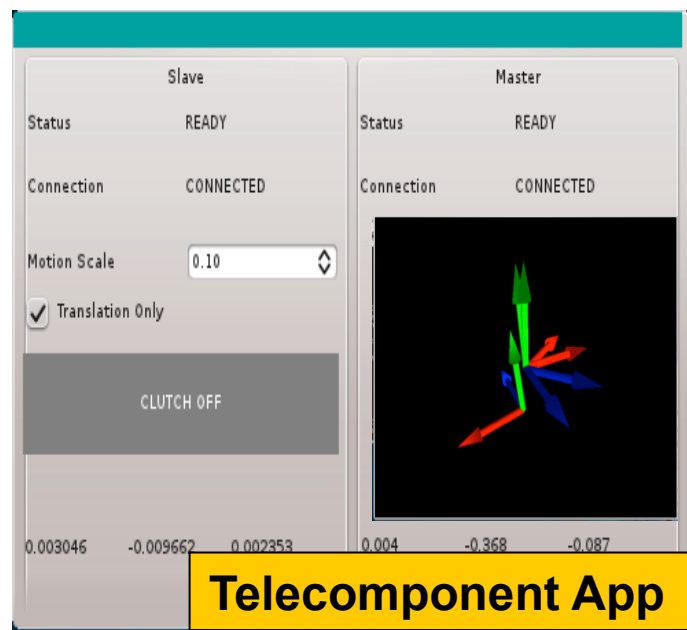 Slave
Status READY
Connection CONNECTED
Motion Scale 0.10
Translation Only
CLUTCH OFF
0.003046 -0.009662 0.002353
Master
Status READY
Connection CONNECTED
0.004 -0.368 -0.087
Telecomponent App